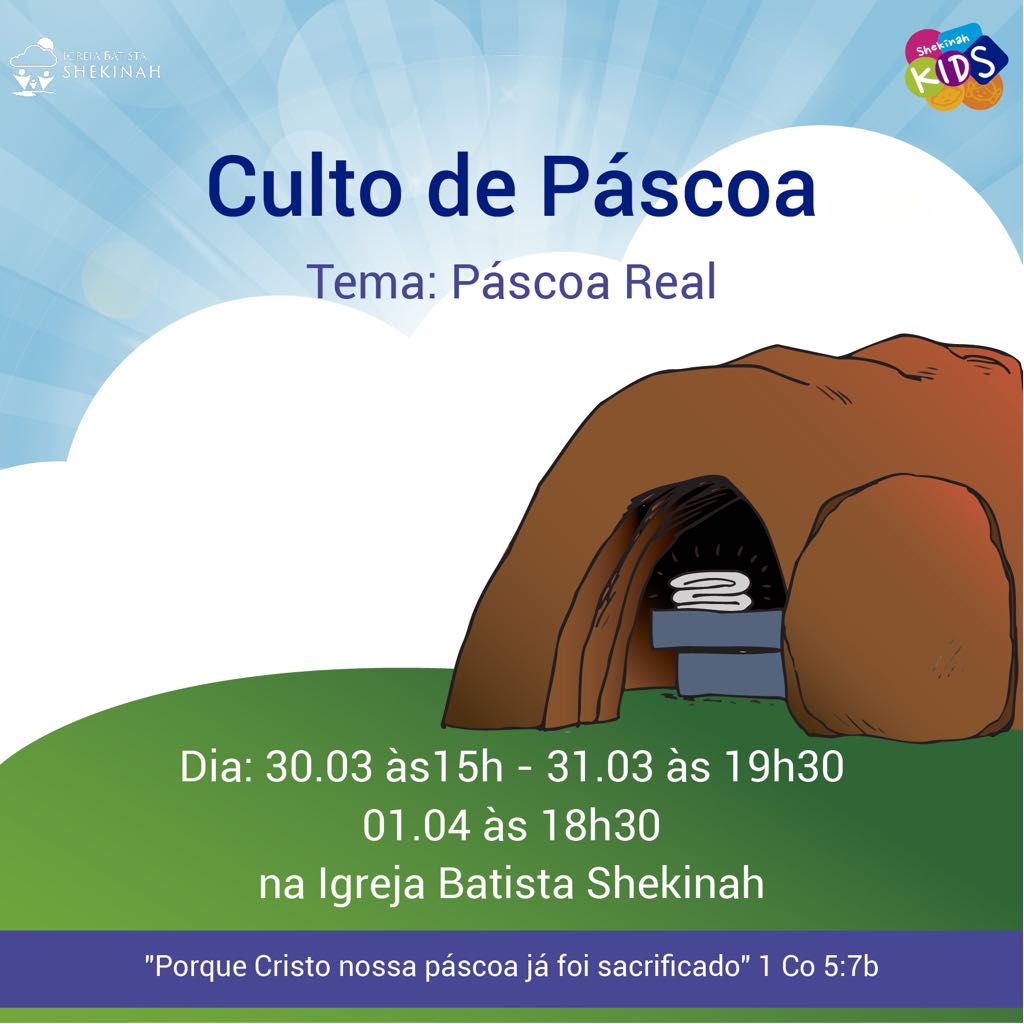 IGREJA BATISTA
SHEKINAH
Shekinah
KIDS
Culto de Páscoa
Tema: Páscoa Real
Dia: 30.03 às15h - 31.03 às 19h30
01.04 às 18h30
na Igreja Batista Shekinah
"Porque Cristo nossa páscoa já foi sacrificado" 1 Co 5:7b